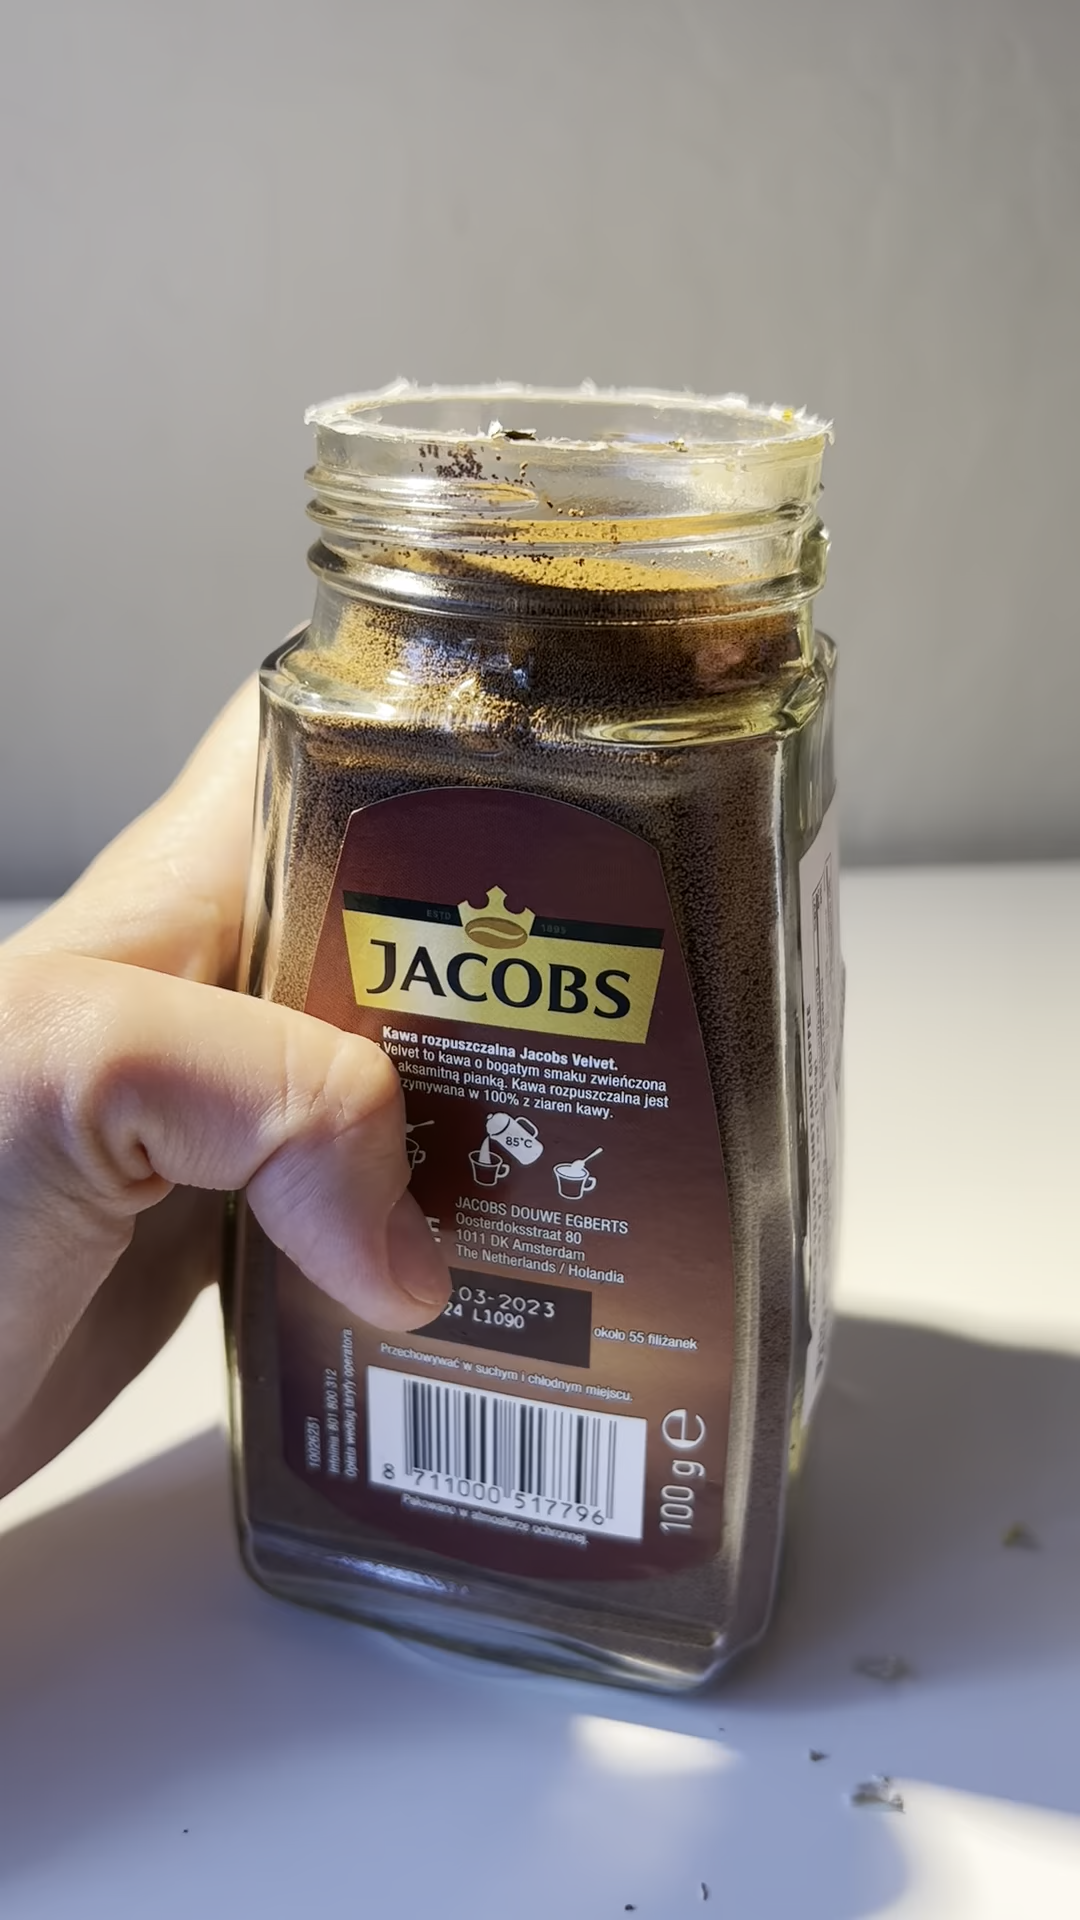 ESTD 1895
JACOBS
Kawa rozpuszczalna Jacobs Velvet.
Velvet to kawa o bogatym smaku zwieńczona
aksamitną pianką. Kawa rozpuszczalna jest
zymywana w 100% z ziaren kawy.
85°C
JACOBS DOUWE EGBERTS
Oosterdoksstraat 80
1011 DK Amsterdam
The Netherlands / Holandia
03-2023
24 L1090
około 55 filiżanek
Przechowywać w suchym i chłodnym miejscu.
8 711000 517796
Pakowano w atmosferze ochronnej.
100 g e
10026251
Infolinia 801 800 312
Opłata według taryfy operatora